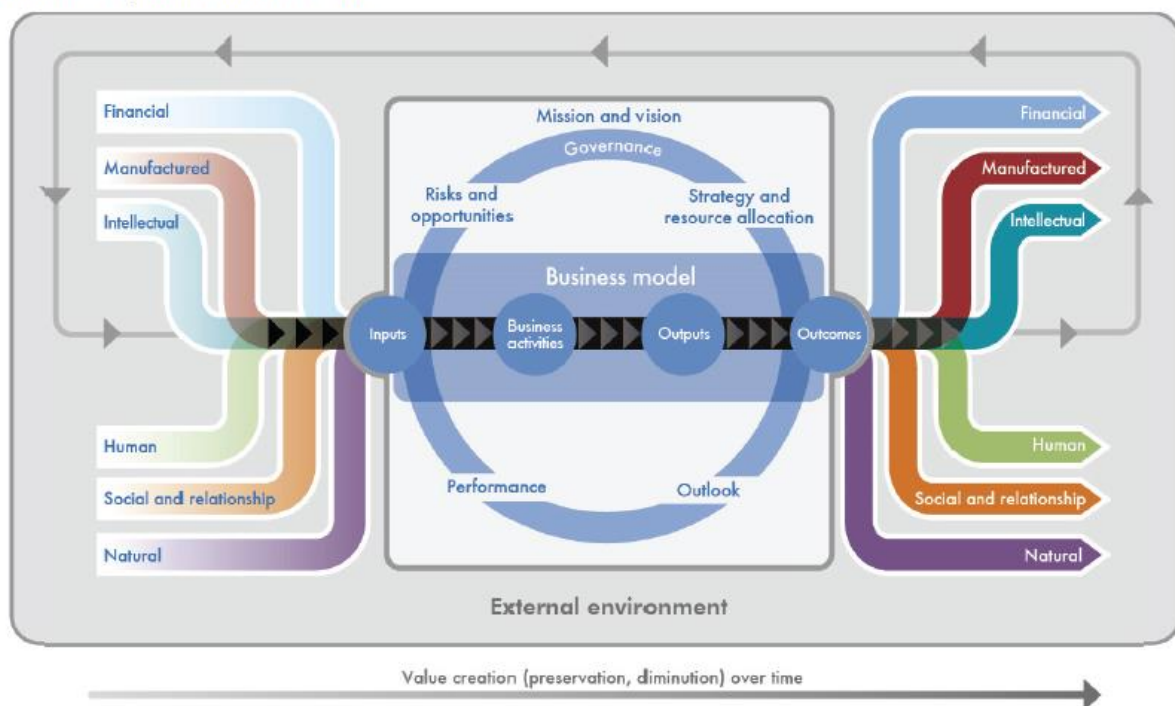 Financial
Manufactured
Intellectual
Human
Social and relationship
Natural
Mission and vision
Governance
Risks and
opportunities
Strategy and
resource allocation
Business model
Inputs
Business
activities
Outputs
Outcomes
Performance
Outlook
Financial
Manufactured
Intellectual
Human
Social and relationship
Natural
External environment
Value creation (preservation, diminution) over time